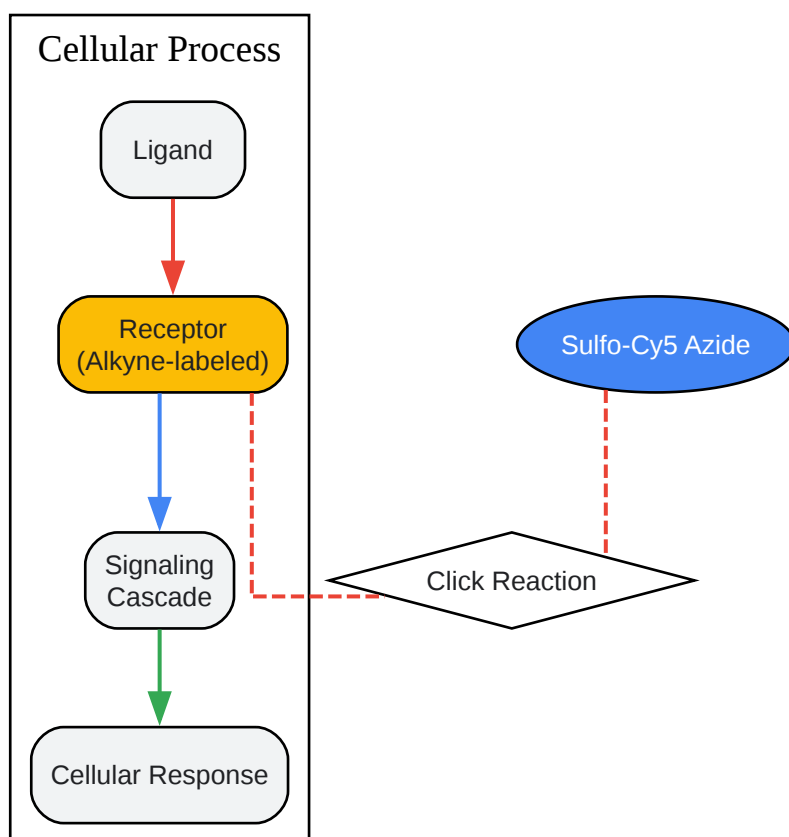 Cellular Process
Ligand
Receptor
(Alkyne-labeled)
Sulfo-Cy5 Azide
Signaling
Cascade
Click Reaction
Cellular Response